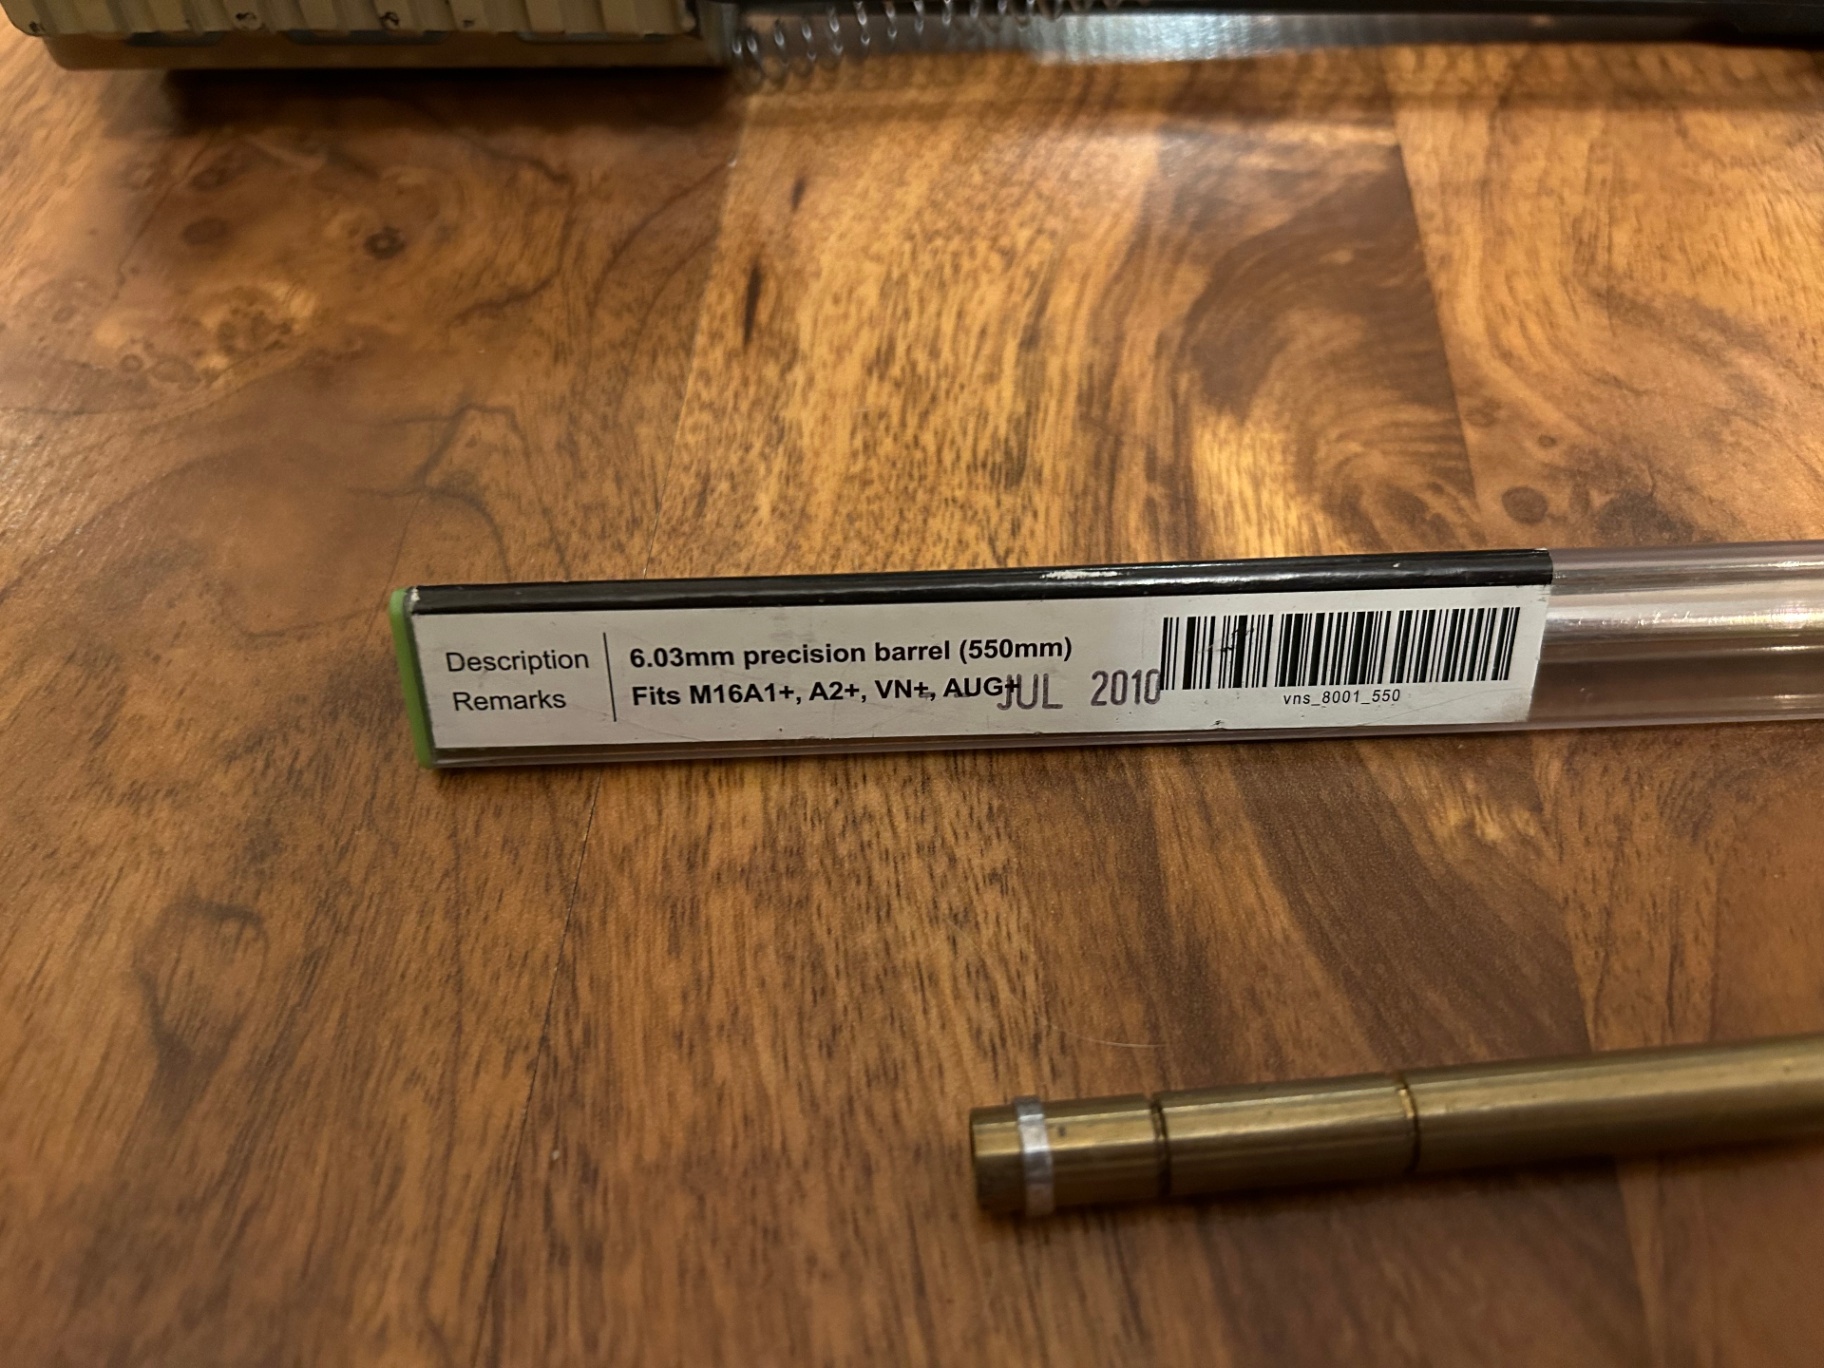 Description
6.03mm precision barrel (550mm)
Remarks
Fits M16A1+, A2+, VN+, AUG+
JUL 2010
vns_8001_550